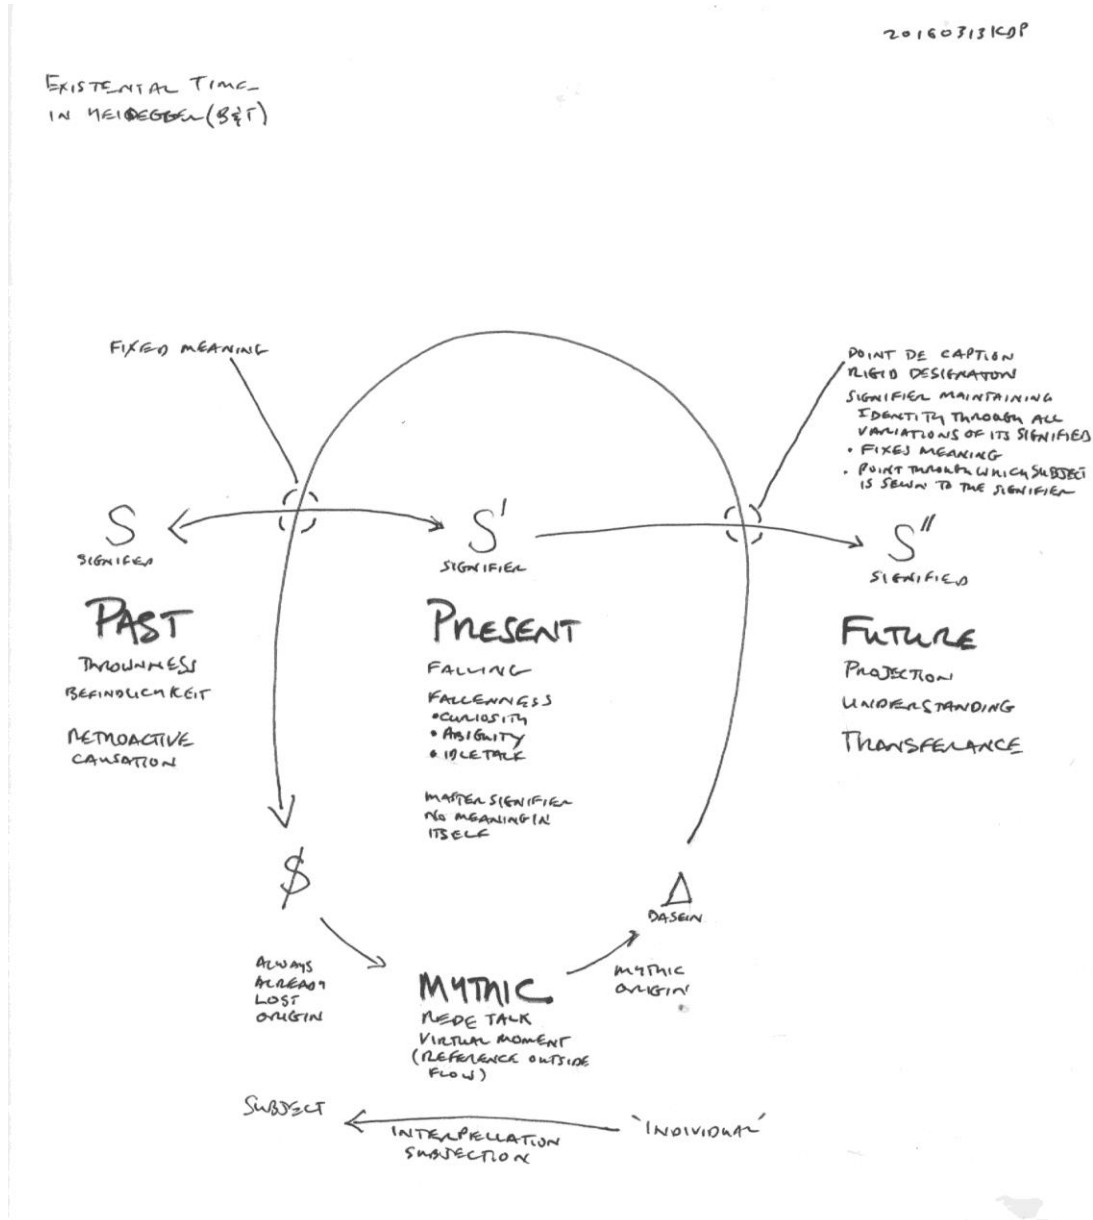 20160313KDP
EXISTENTIAL TIME
IN HEIDEGGER (B&T)
FIXED MEANING
POINT DE CAPTION
RIGID DESIGNATON
SIGNIFIER MAINTAINING
IDENTITY THROUGH ALL
VARIATIONS OF ITS SIGNIFIED
• FIXES MEANING
• POINT THROUGH WHICH SUBJECT
IS SEWN TO THE SIGNIFIER
S
SIGNIFIED
S'
SIGNIFIER
S''
SIGNIFIED
PAST
THROWNNESS
BEFINDLICHKEIT
RETROACTIVE
CAUSATION
PRESENT
FALLING
FALLENNESS
• CURIOSITY
• ABIGUITY
• IDLE TALK
MASTER SIGNIFIER
NO MEANING IN
ITSELF
FUTURE
PROJECTION
UNDERSTANDING
TRANSFERANCE
$
ALWAYS
ALREADY
LOST
ORIGIN
MYTHIC
REDE TALK
VIRTUAL MOMENT
(REFERENCE OUTSIDE
FLOW)
Δ
DASEIN
MYTHIC
ORIGIN
SUBJECT
INTERPELLATION
SUBJECTION
'INDIVIDUAL'